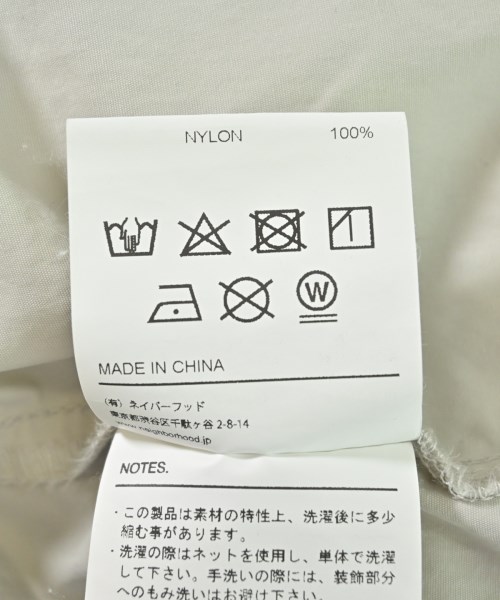 NYLON 100%
W
MADE IN CHINA
(有) ネイバーフッド
東京都渋谷区千駄ヶ谷 2-8-14
www.neighborhood.jp
NOTES.
・この製品は素材の特性上、洗濯後に多少
縮む事があります。
・洗濯の際はネットを使用し、単体で洗濯
して下さい。手洗いの際には、装飾部分
へのもみ洗いはお避け下さい。